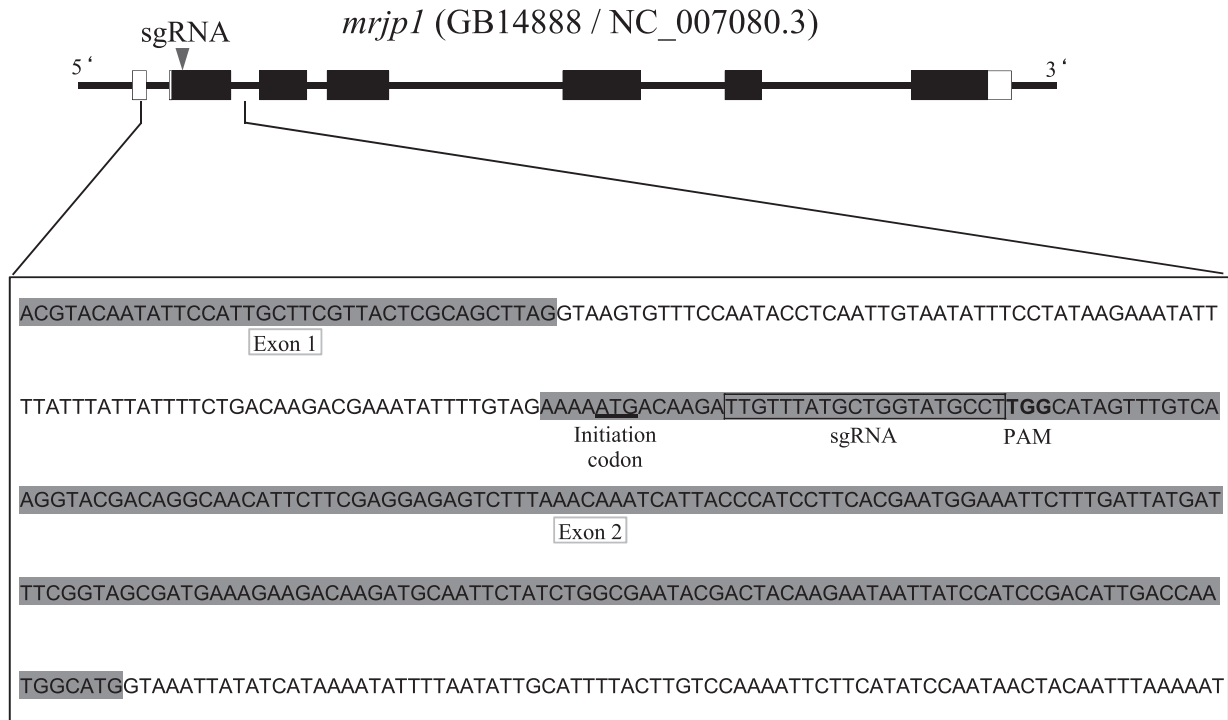 mrjp1 (GB14888 / NC_007080.3)
sgRNA
5‘
3‘
ACGTACAATATTCCATTGCTTCGTTACTCGCAGCTTAGGTAAGTGTTTCCAATACCTCAATTGTAATATTTCCTATAAGAAATATT
Exon 1
TTATTTATTATTTTCTGACAAGACGAAATATTTTGTAGAAAAATGACAAGATTGTTTATGCTGGTATGCCTTGGCATAGTTTGTCA
Initiation
codon
sgRNA
PAM
AGGTACGACAGGCAACATTCTTCGAGGAGAGTCTTTAAACAAATCATTACCCATCCTTCACGAATGGAAATTCTTTGATTATGAT
Exon 2
TTCGGTAGCGATGAAAGAAGACAAGATGCAATTCTATCTGGCGAATACGACTACAAGAATAATTATCCATCCGACATTGACCAA
TGGCATGGTAAATTATATCATAAAATATTTTAATATTGCATTTTACTTGTCCAAAATTCTTCATATCCAATAACTACAATTTAAAAAT